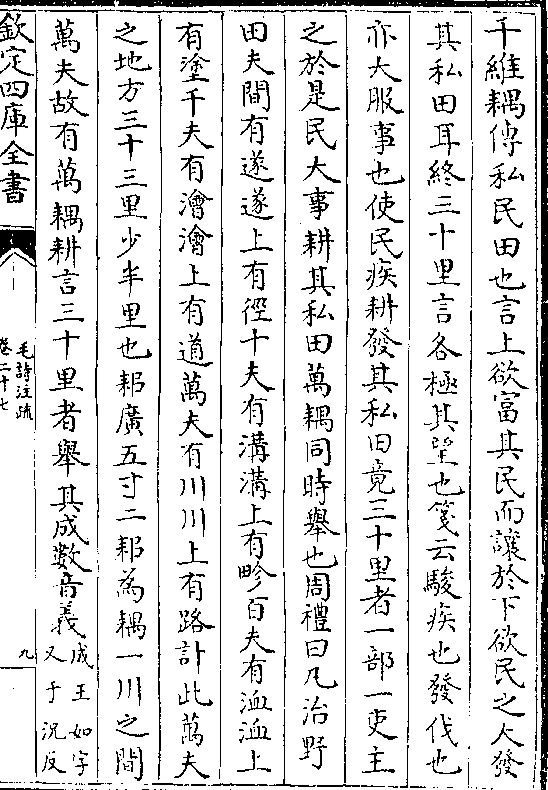 千維耦傳私民田也言上欲富其民而讓於下欲民之大發
其私田耳終三十里言各極其望也箋云駿疾也發伐也
亦大服事也使民疾耕發其私田竟三十里者一部一吏主
之於是民大事耕其私田萬耦同時舉也周禮曰凡治野
田夫間有遂遂上有徑十夫有溝溝上有畛百夫有洫洫上
有塗千夫有澮澮上有道萬夫有川川上有路計此萬夫
之地方三十三里少半里也耜廣五寸二耜為耦一川之間
萬夫故有萬耦耕言三十里者舉其成數音義成王如字
又于況反
欽定四庫全書
毛詩注疏
卷二十七
九